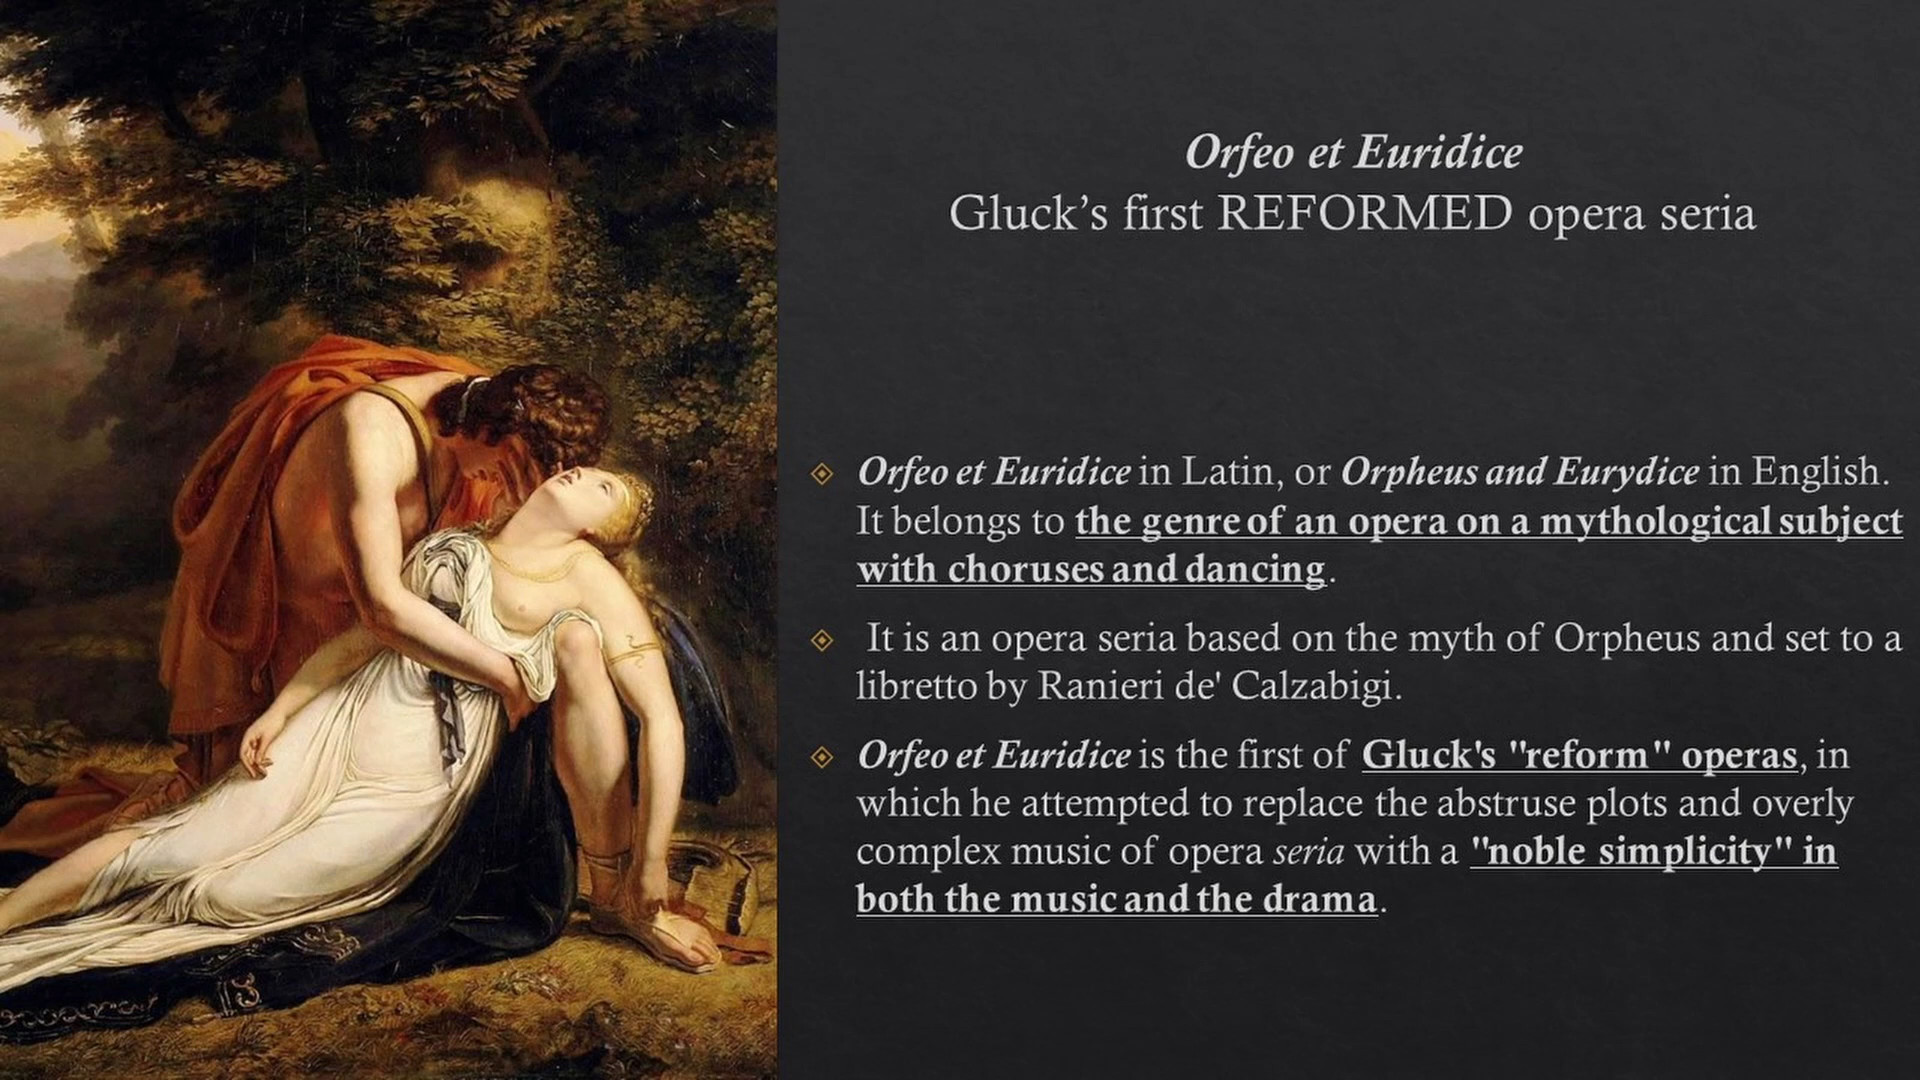 Orfeo et Euridice
Gluck’s first REFORMED opera seria
Orfeo et Euridice in Latin, or Orpheus and Eurydice in English.
It belongs to the genre of an opera on a mythological subject
with choruses and dancing.
It is an opera seria based on the myth of Orpheus and set to a
libretto by Ranieri de' Calzabigi.
Orfeo et Euridice is the first of Gluck's "reform" operas, in
which he attempted to replace the abstruse plots and overly
complex music of opera seria with a "noble simplicity" in
both the music and the drama.